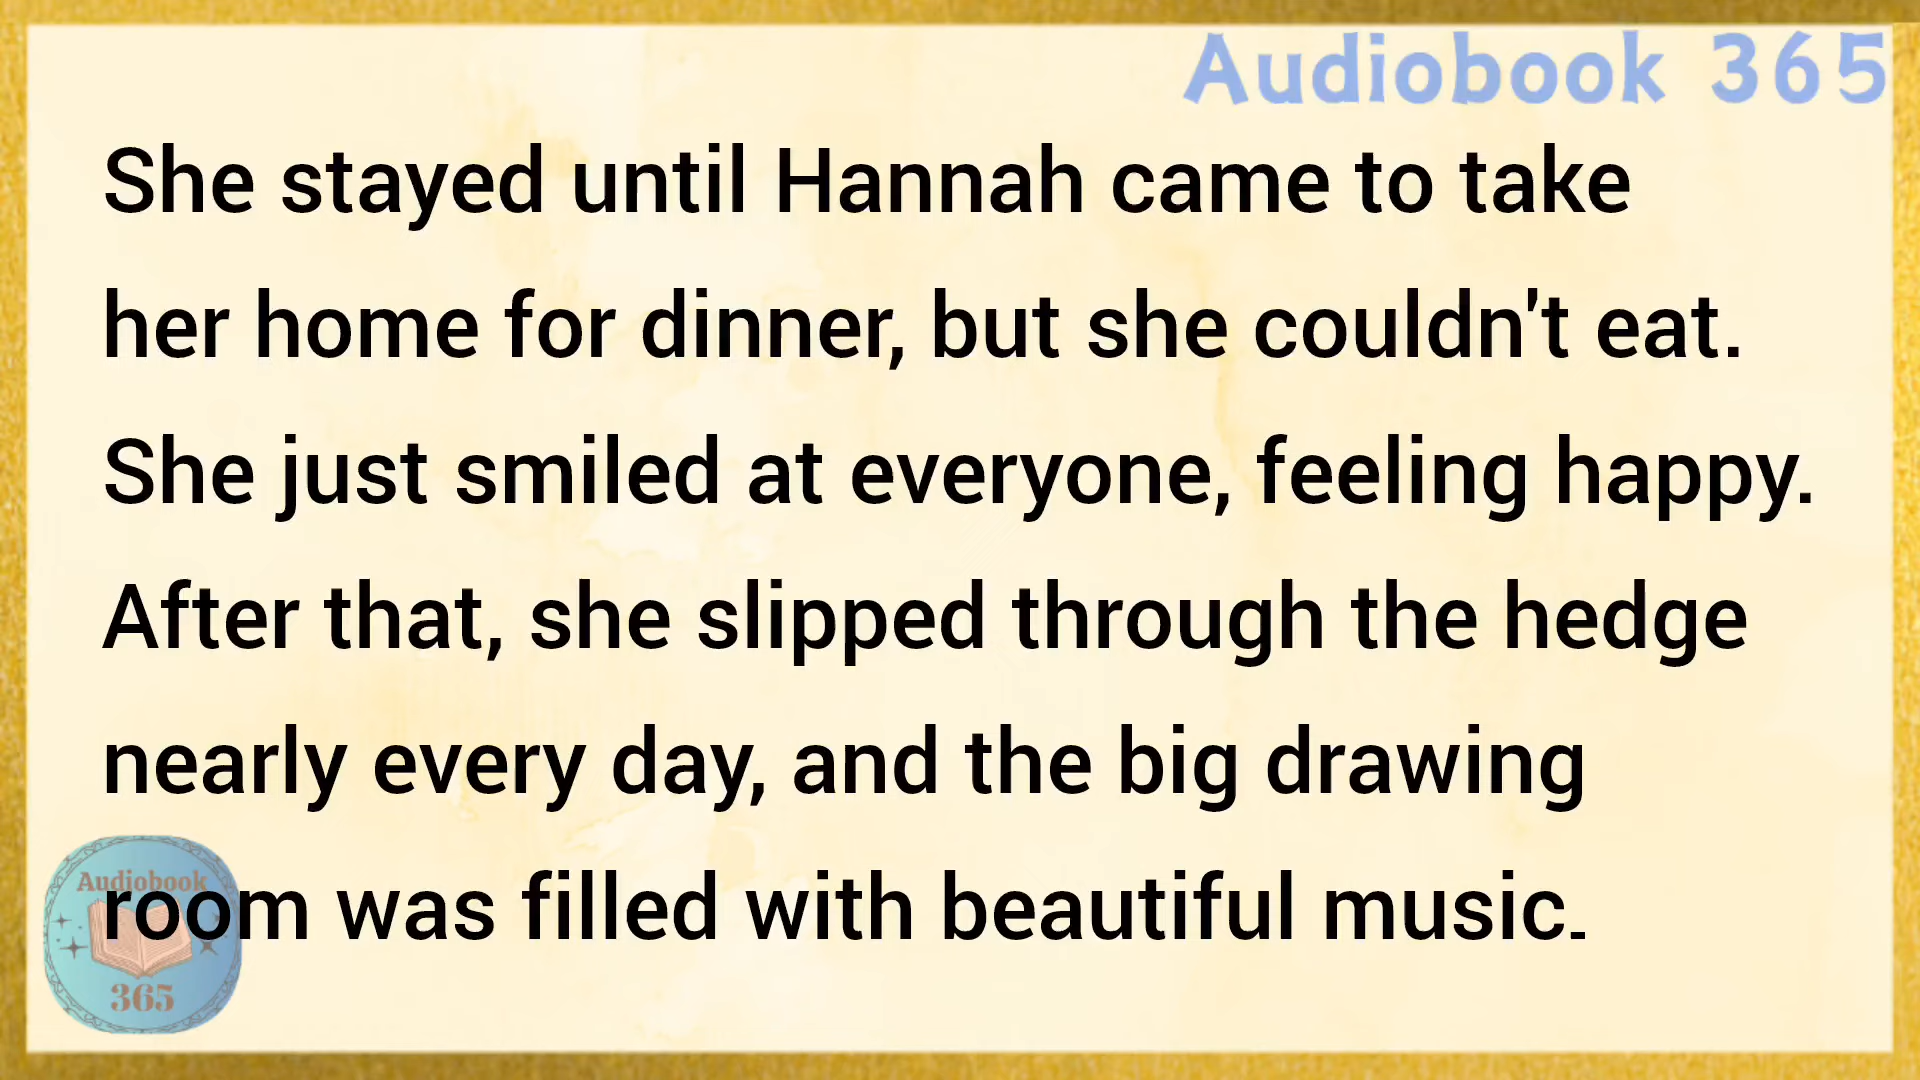 Audiobook 365
She stayed until Hannah came to take
her home for dinner, but she couldn't eat.
She just smiled at everyone, feeling happy.
After that, she slipped through the hedge
nearly every day, and the big drawing
room was filled with beautiful music.
Audiobook
365